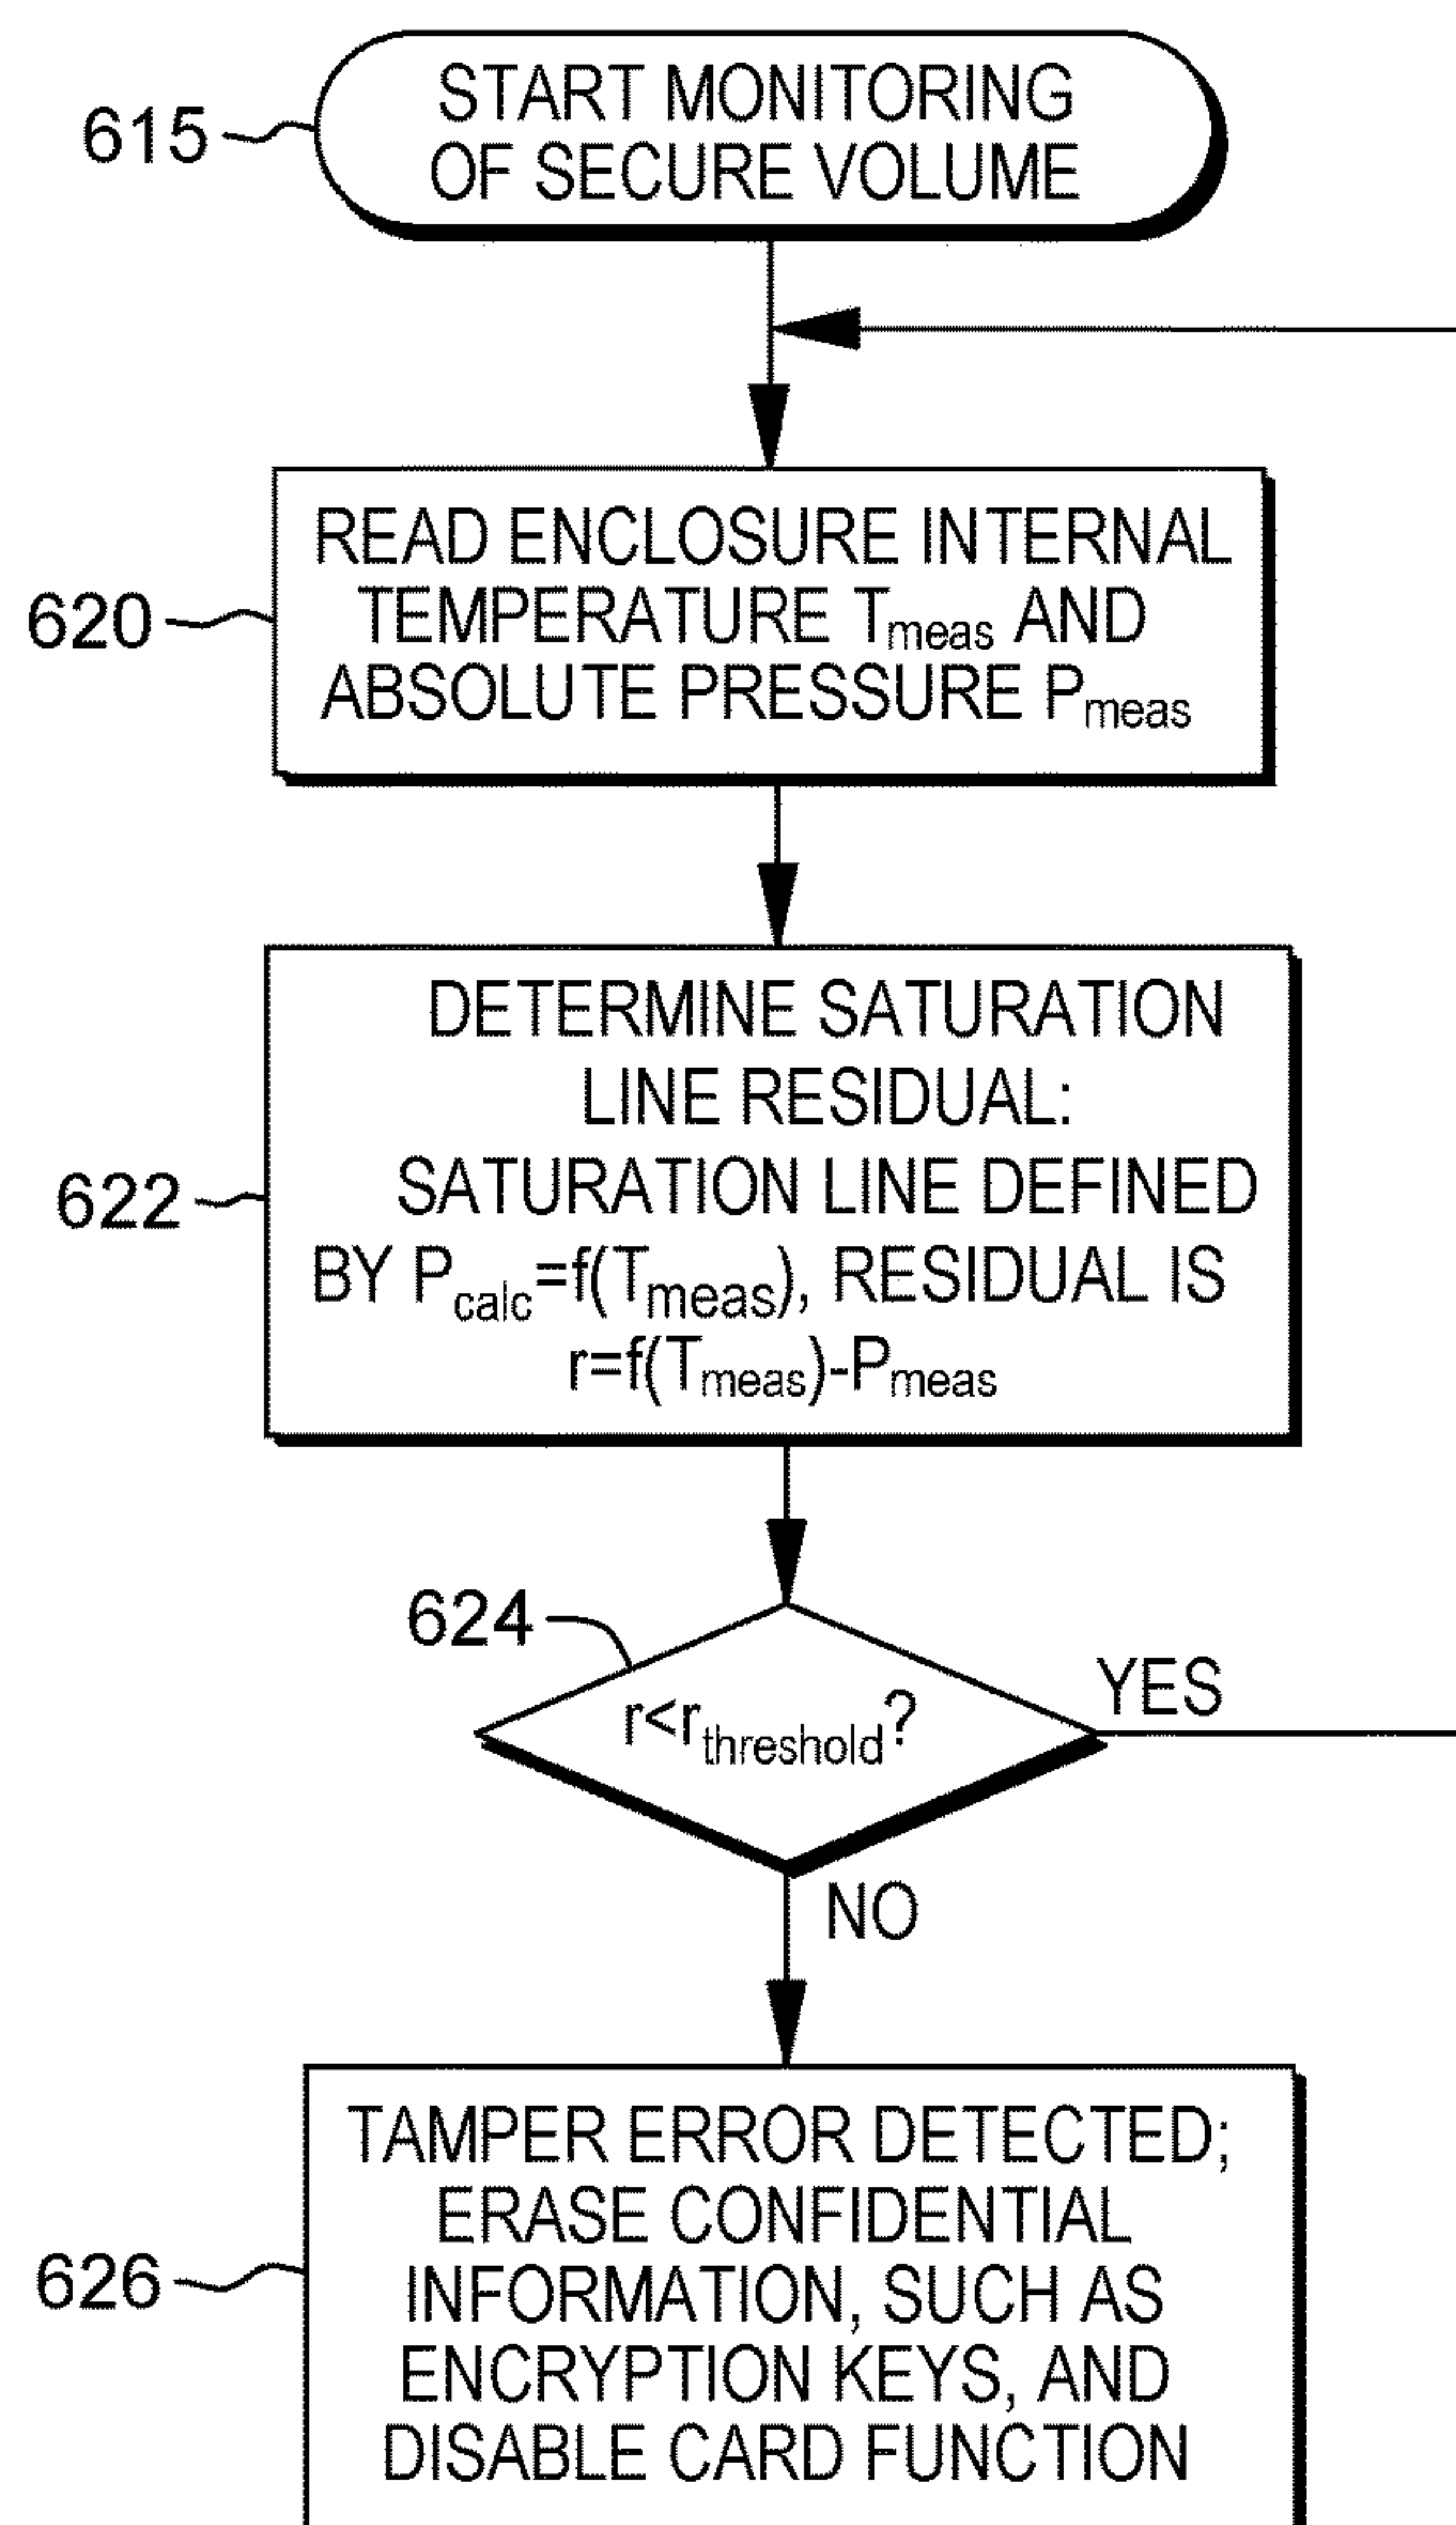 615
START MONITORING
OF SECURE VOLUME
620
READ ENCLOSURE INTERNAL
TEMPERATURE Tmeas AND
ABSOLUTE PRESSURE Pmeas
622
DETERMINE SATURATION
LINE RESIDUAL:
SATURATION LINE DEFINED
BY Pcalc=f(Tmeas), RESIDUAL IS
r=f(Tmeas)-Pmeas
624
r<rthreshold?
YES
NO
626
TAMPER ERROR DETECTED;
ERASE CONFIDENTIAL
INFORMATION, SUCH AS
ENCRYPTION KEYS, AND
DISABLE CARD FUNCTION